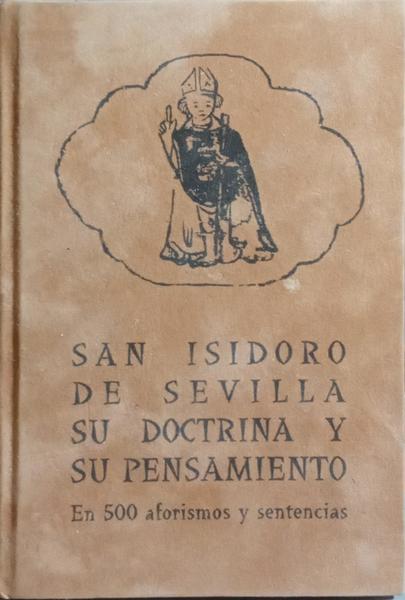 SAN ISIDORO
DE SEVILLA
SU DOCTRINA Y
SU PENSAMIENTO
En 500 aforismos y sentencias